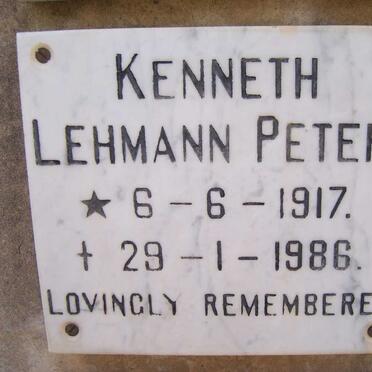 KENNETH
LEHMANN PETER
★ 6 - 6 - 1917.
† 29 - 1 - 1986.
LOVINGLY REMEMBERE